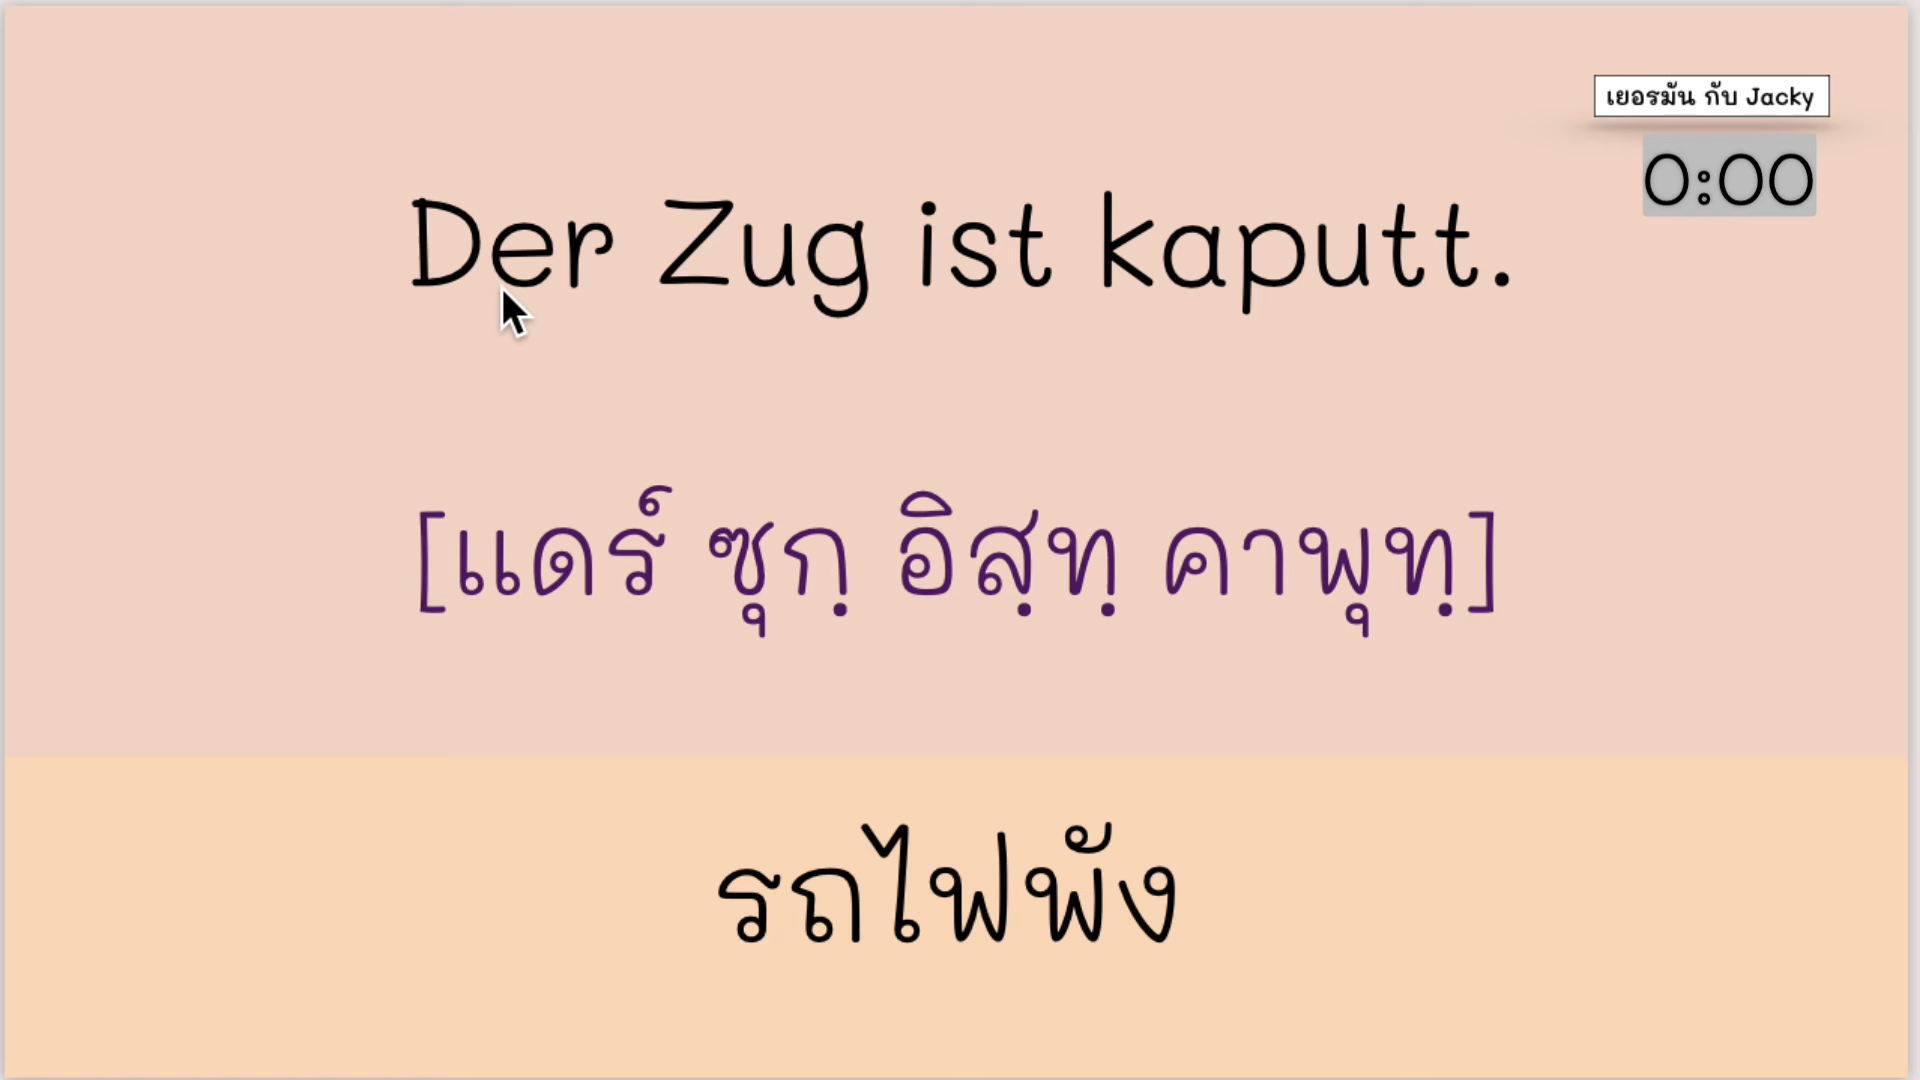 เยอรมัน กับ Jacky
0:00
Der Zug ist kaputt.
[แดร์ ซุกฺ อิสฺทฺ คาพุทฺ]
รถไฟพัง